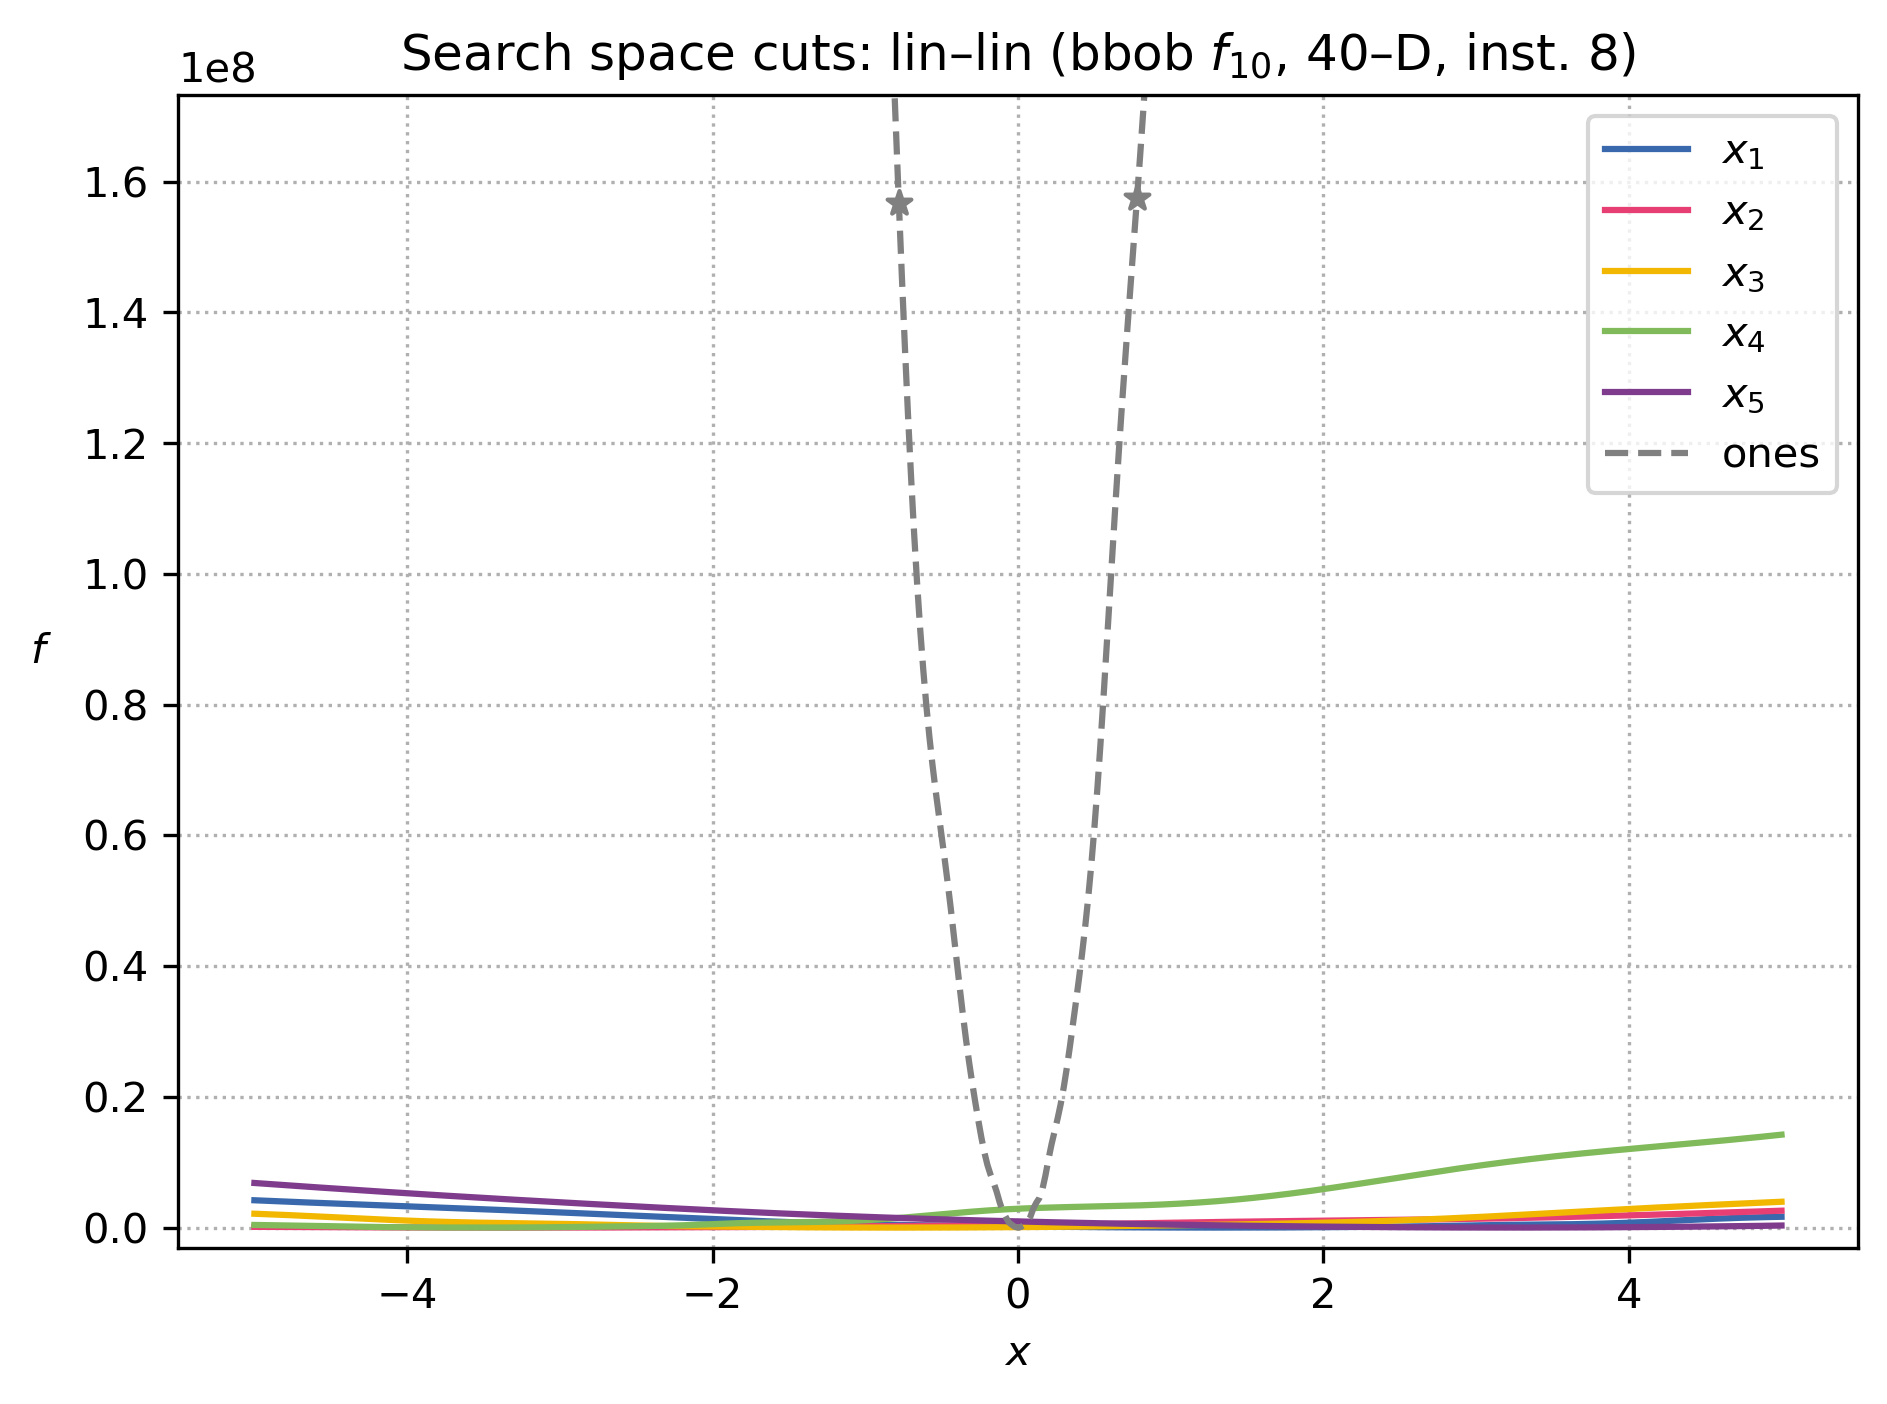 Search space cuts: lin–lin (bbob f10, 40–D, inst. 8)
1e8
1.6
1.4
1.2
1.0
0.8
0.6
0.4
0.2
0.0
f
−4 −2 0 2 4
x
x1
x2
x3
x4
x5
ones